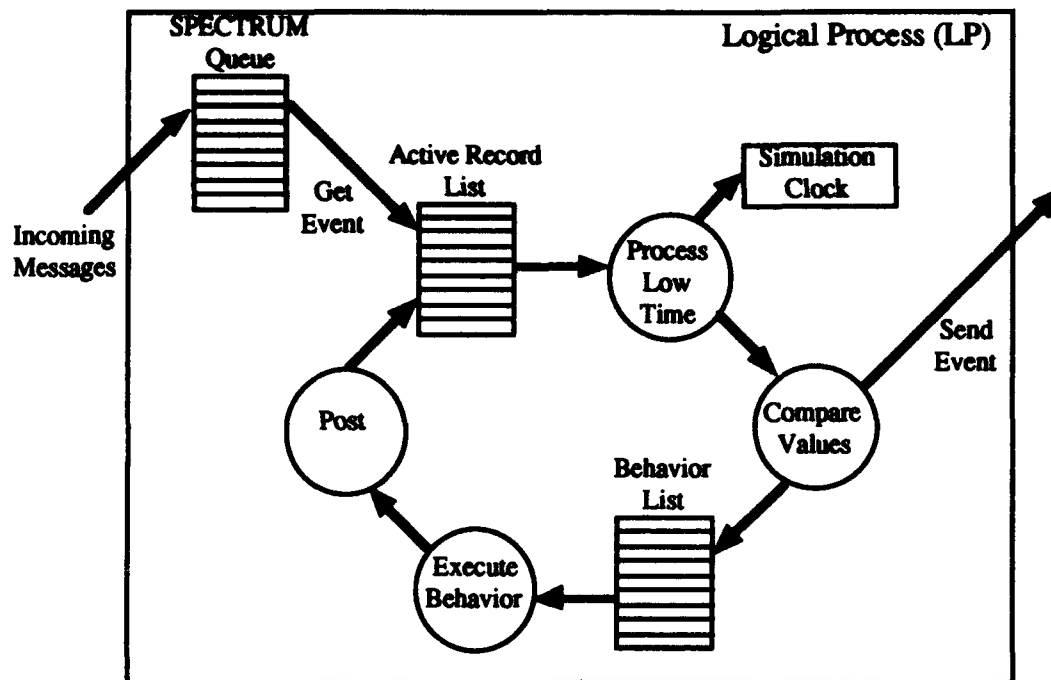 SPECTRUM
Queue
Logical Process (LP)
Incoming
Messages
Get
Event
Active Record
List
Simulation
Clock
Process
Low
Time
Send
Event
Compare
Values
Behavior
List
Execute
Behavior
Post